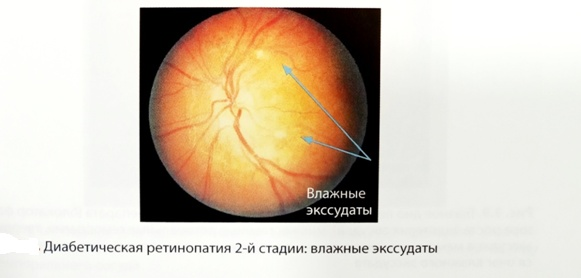 Влажные
экссудаты
Диабетическая ретинопатия 2-й стадии: влажные экссудаты